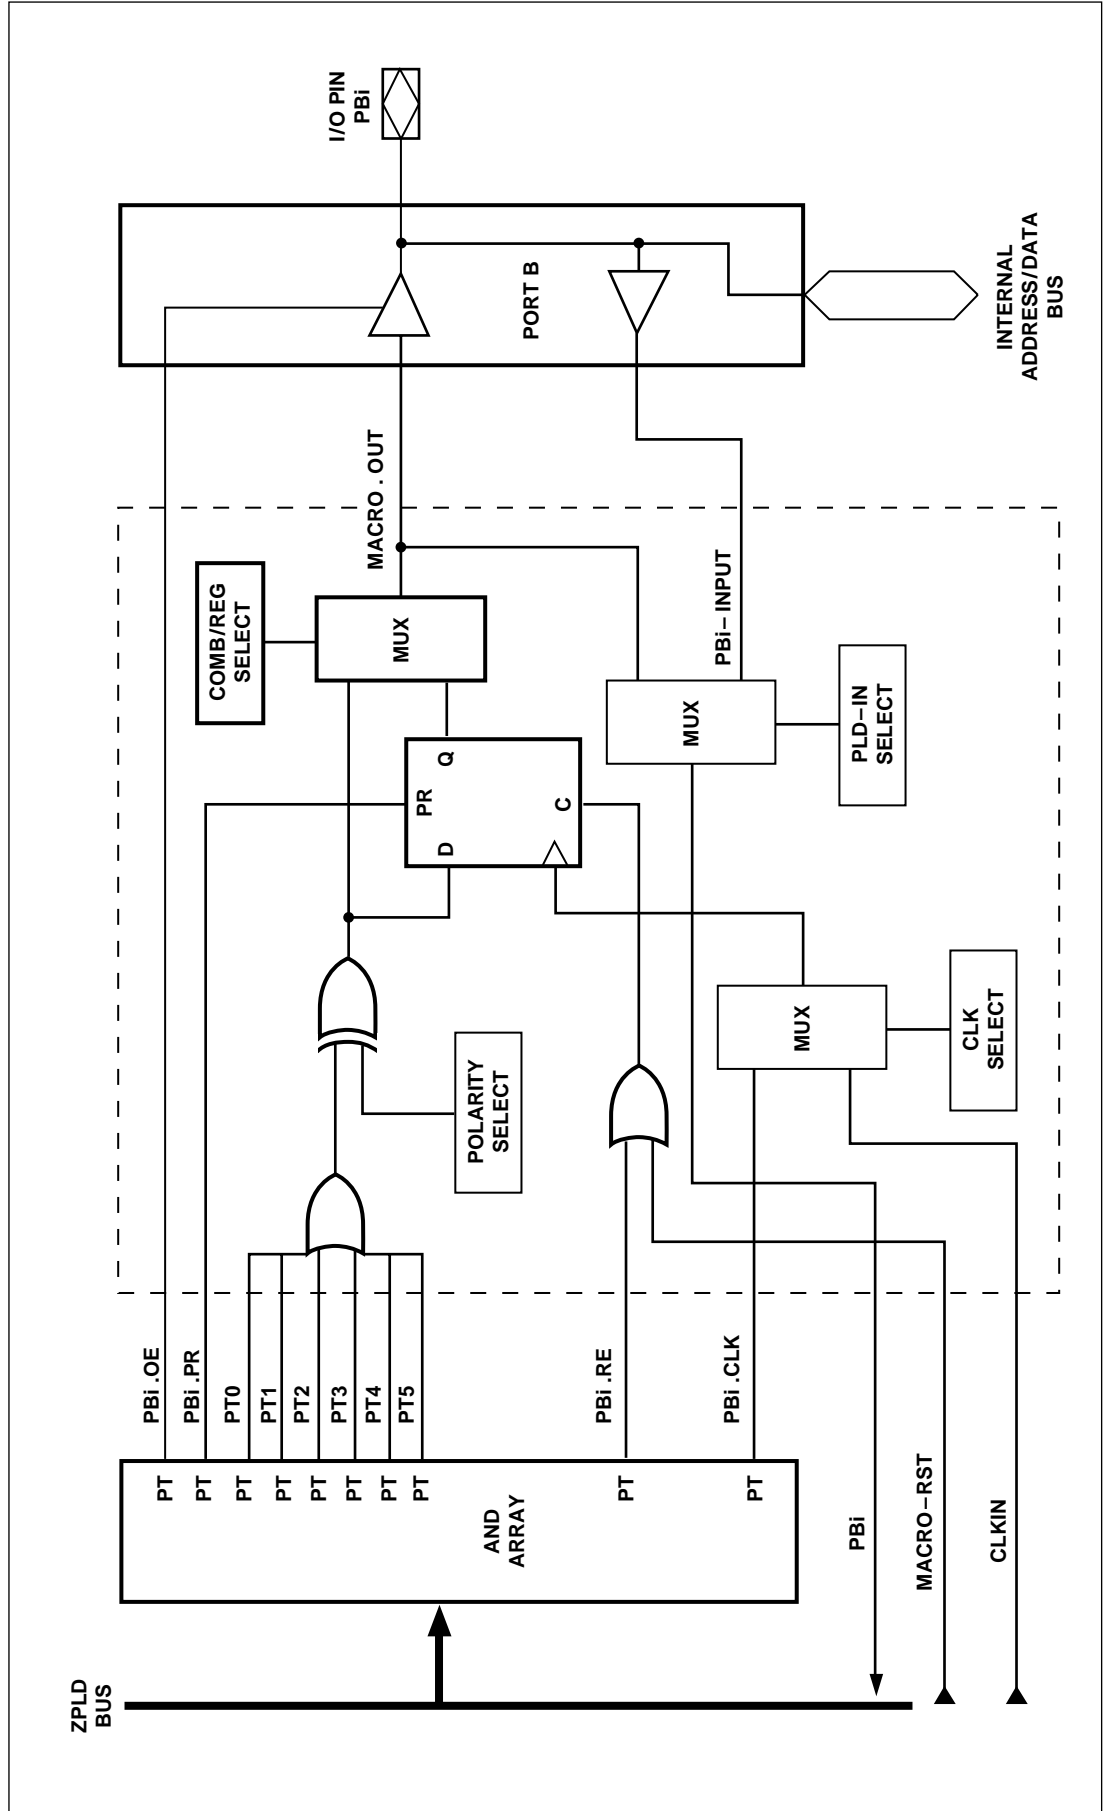 ZPLD
BUS
AND
ARRAY
PT
PT
PT
PT
PT
PT
PT
PT
PT
PT
PBi .OE
PBi .PR
PT0
PT1
PT2
PT3
PT4
PT5
PBi .RE
PBi .CLK
PBi
MACRO–RST
CLKIN
POLARITY
SELECT
MUX
CLK
SELECT
D
PR
Q
C
COMB/REG
SELECT
MUX
MUX
PLD–IN
SELECT
MACRO . OUT
PBi– INPUT
PORT B
I/O PIN
PBi
INTERNAL
ADDRESS/DATA
BUS